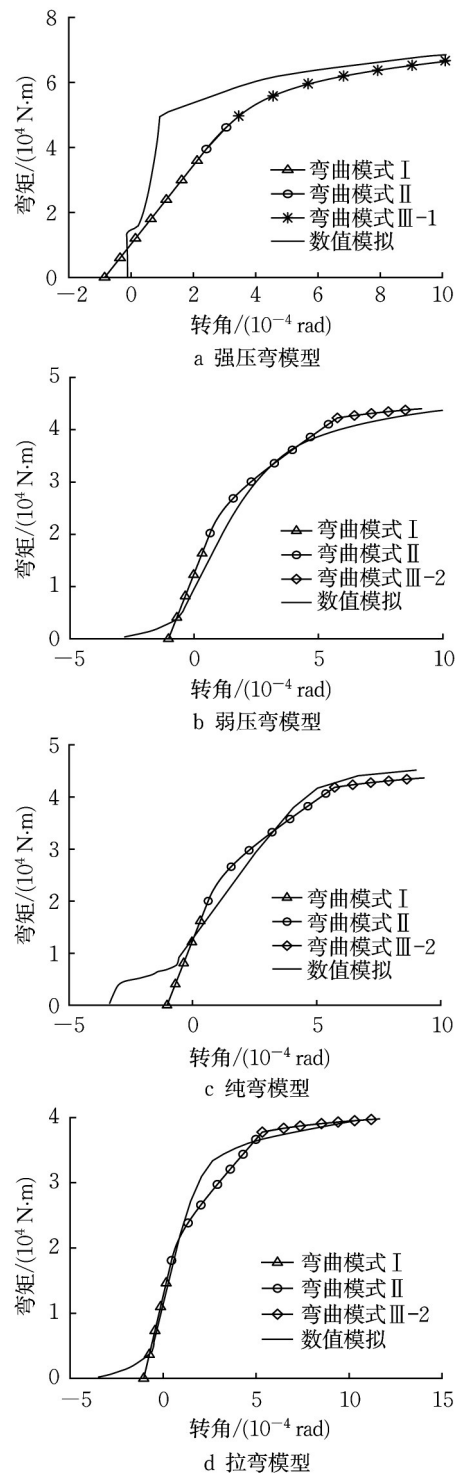 8
6
4
2
0
弯矩/(10⁴ N·m)
弯曲模式Ⅰ
弯曲模式Ⅱ
弯曲模式Ⅲ-1
数值模拟
−2 0 2 4 6 8 10
转角/(10⁻⁴ rad)
a 强压弯模型
5
4
3
2
1
0
弯矩/(10⁴ N·m)
弯曲模式Ⅰ
弯曲模式Ⅱ
弯曲模式Ⅲ-2
数值模拟
−5 0 5 10
转角/(10⁻⁴ rad)
b 弱压弯模型
5
4
3
2
1
0
弯矩/(10⁴ N·m)
弯曲模式Ⅰ
弯曲模式Ⅱ
弯曲模式Ⅲ-2
数值模拟
−5 0 5 10
转角/(10⁻⁴ rad)
c 纯弯模型
4
3
2
1
0
弯矩/(10⁴ N·m)
弯曲模式Ⅰ
弯曲模式Ⅱ
弯曲模式Ⅲ-2
数值模拟
−5 0 5 10 15
转角/(10⁻⁴ rad)
d 拉弯模型